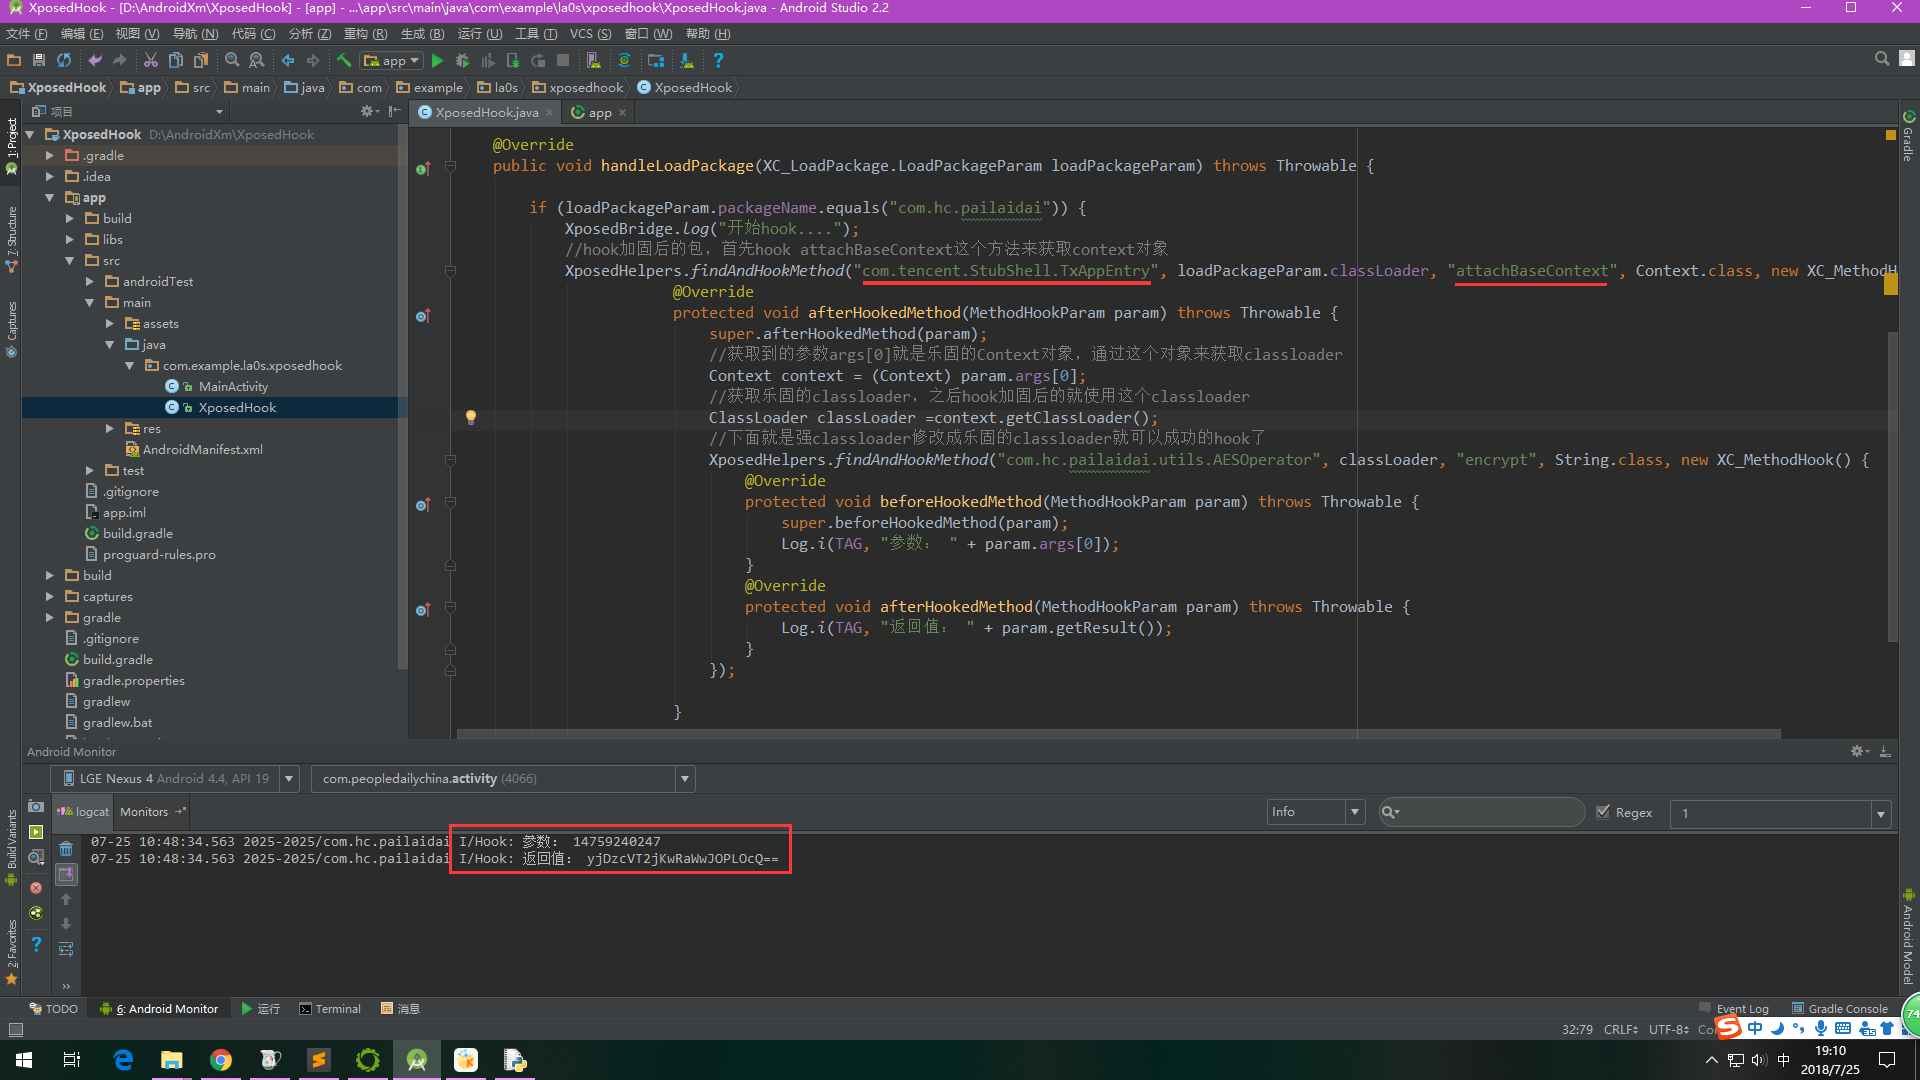 XposedHook - [D:\AndroidXm\XposedHook] - [app] - ...\app\src\main\java\com\example\la0s\xposedhook\XposedHook.java - Android Studio 2.2
文件 (F) 编辑 (E) 视图 (V) 导航 (N) 代码 (C) 分析 (Z) 重构 (R) 生成 (B) 运行 (U) 工具 (T) VCS (S) 窗口 (W) 帮助 (H)
app
XposedHook app src main java com example la0s xposedhook XposedHook
项目
XposedHook.java app
1: Project
7: Structure
Captures
Build Variants
2: Favorites
Gradle
Android Model
XposedHook D:\AndroidXm\XposedHook
.gradle
.idea
app
build
libs
src
androidTest
main
assets
java
com.example.la0s.xposedhook
MainActivity
XposedHook
res
AndroidManifest.xml
test
.gitignore
app.iml
build.gradle
proguard-rules.pro
build
captures
gradle
.gitignore
build.gradle
gradle.properties
gradlew
gradlew.bat
@Override
public void handleLoadPackage(XC_LoadPackage.LoadPackageParam loadPackageParam) throws Throwable {
if (loadPackageParam.packageName.equals("com.hc.pailaidai")) {
XposedBridge.log("开始hook....");
//hook加固后的包，首先hook attachBaseContext这个方法来获取context对象
XposedHelpers.findAndHookMethod("com.tencent.StubShell.TxAppEntry", loadPackageParam.classLoader, "attachBaseContext", Context.class, new XC_MethodH
@Override
protected void afterHookedMethod(MethodHookParam param) throws Throwable {
super.afterHookedMethod(param);
//获取到的参数args[0]就是乐固的Context对象，通过这个对象来获取classloader
Context context = (Context) param.args[0];
//获取乐固的classloader，之后hook加固后的就使用这个classloader
ClassLoader classLoader =context.getClassLoader();
//下面就是强classloader修改成乐固的classloader就可以成功的hook了
XposedHelpers.findAndHookMethod("com.hc.pailaidai.utils.AESOperator", classLoader, "encrypt", String.class, new XC_MethodHook() {
@Override
protected void beforeHookedMethod(MethodHookParam param) throws Throwable {
super.beforeHookedMethod(param);
Log.i(TAG, "参数： " + param.args[0]);
}
@Override
protected void afterHookedMethod(MethodHookParam param) throws Throwable {
Log.i(TAG, "返回值： " + param.getResult());
}
});
}
Android Monitor
LGE Nexus 4 Android 4.4, API 19 com.peopledailychina.activity (4066)
logcat Monitors Info Regex 1
07-25 10:48:34.563 2025-2025/com.hc.pailaidai I/Hook: 参数： 14759240247
07-25 10:48:34.563 2025-2025/com.hc.pailaidai I/Hook: 返回值： yjDzcVT2jKwRaWwJOPLOcQ==
TODO 6: Android Monitor 运行 Terminal 消息 Event Log Gradle Console
32:79 CRLF UTF-8 中
74
中 19:10
2018/7/25